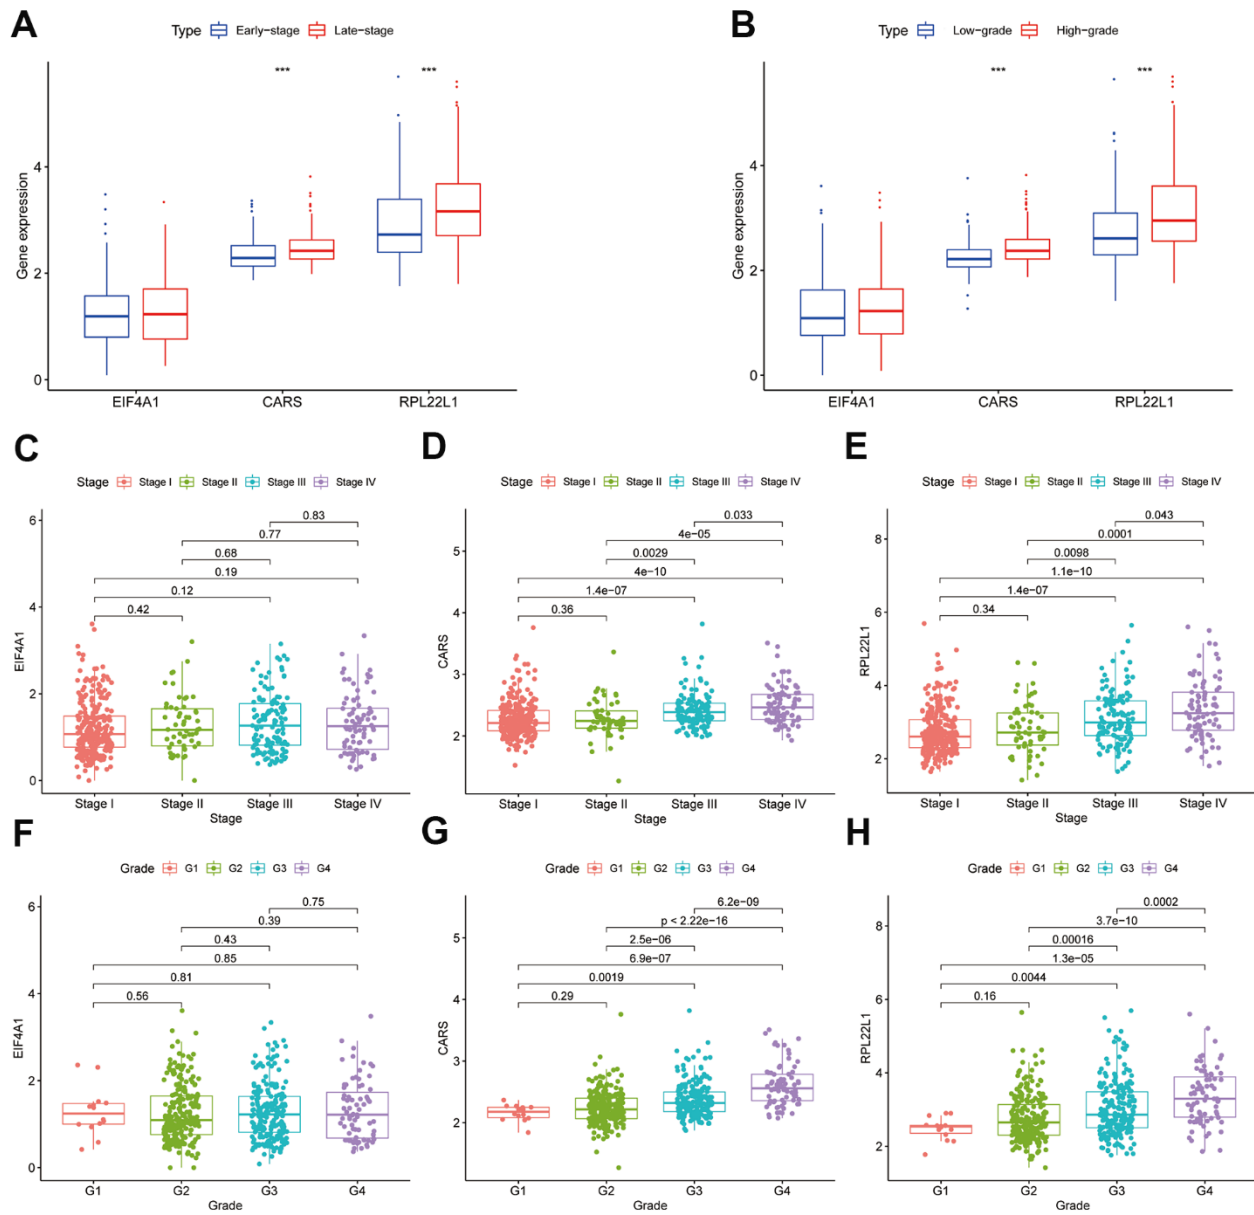 A
Type Early−stage Late−stage
Gene expression
4
2
0
*** ***
EIF4A1 CARS RPL22L1
B
Type Low−grade High−grade
Gene expression
4
2
0
*** ***
EIF4A1 CARS RPL22L1
C
Stage Stage I Stage II Stage III Stage IV
EIF4A1
6
4
2
0
0.83
0.77
0.68
0.19
0.12
0.42
Stage I Stage II Stage III Stage IV
Stage
D
Stage Stage I Stage II Stage III Stage IV
CARS
5
4
3
2
0.033
4e−05
0.0029
4e−10
1.4e−07
0.36
Stage I Stage II Stage III Stage IV
Stage
E
Stage Stage I Stage II Stage III Stage IV
RPL22L1
8
6
4
2
0.043
0.0001
0.0098
1.1e−10
1.4e−07
0.34
Stage I Stage II Stage III Stage IV
Stage
F
Grade G1 G2 G3 G4
EIF4A1
6
4
2
0
0.75
0.39
0.43
0.85
0.81
0.56
G1 G2 G3 G4
Grade
G
Grade G1 G2 G3 G4
CARS
5
4
3
2
6.2e−09
p < 2.22e−16
2.5e−06
6.9e−07
0.0019
0.29
G1 G2 G3 G4
Grade
H
Grade G1 G2 G3 G4
RPL22L1
8
6
4
2
0.0002
3.7e−10
0.00016
1.3e−05
0.0044
0.16
G1 G2 G3 G4
Grade